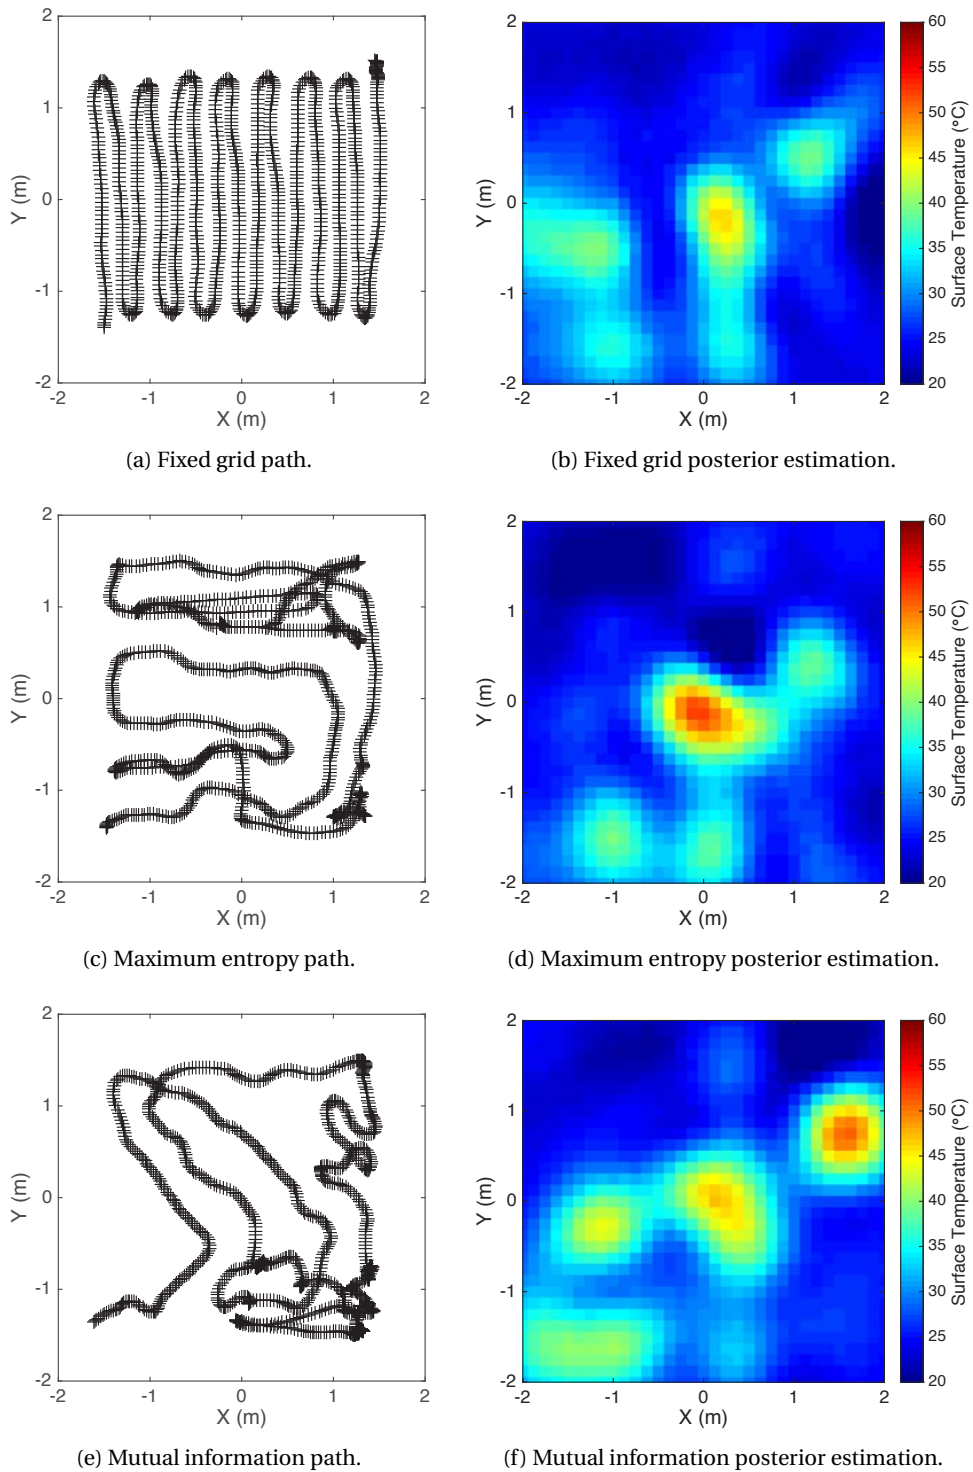 2
1
0
-1
-2
Y (m)
-2 -1 0 1 2
X (m)
2
1
0
-1
-2
Y (m)
-2 -1 0 1 2
X (m)
60
55
50
45
40
35
30
25
20
Surface Temperature (°C)
(a) Fixed grid path.
(b) Fixed grid posterior estimation.
2
1
0
-1
-2
Y (m)
-2 -1 0 1 2
X (m)
2
1
0
-1
-2
Y (m)
-2 -1 0 1 2
X (m)
60
55
50
45
40
35
30
25
20
Surface Temperature (°C)
(c) Maximum entropy path.
(d) Maximum entropy posterior estimation.
2
1
0
-1
-2
Y (m)
-2 -1 0 1 2
X (m)
2
1
0
-1
-2
Y (m)
-2 -1 0 1 2
X (m)
60
55
50
45
40
35
30
25
20
Surface Temperature (°C)
(e) Mutual information path.
(f) Mutual information posterior estimation.